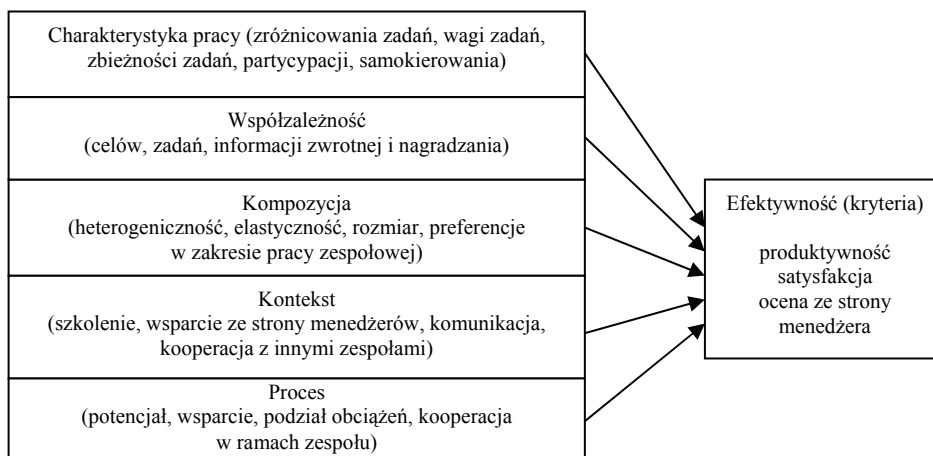 Charakterystyka pracy (zróżnicowania zadań, wagi zadań,
zbieżności zadań, partycypacji, samokierowania)
Współzależność
(celów, zadań, informacji zwrotnej i nagradzania)
Kompozycja
(heterogeniczność, elastyczność, rozmiar, preferencje
w zakresie pracy zespołowej)
Kontekst
(szkolenie, wsparcie ze strony menedżerów, komunikacja,
kooperacja z innymi zespołami)
Proces
(potencjał, wsparcie, podział obciążeń, kooperacja
w ramach zespołu)
Efektywność (kryteria)
produktywność
satysfakcja
ocena ze strony
menedżera